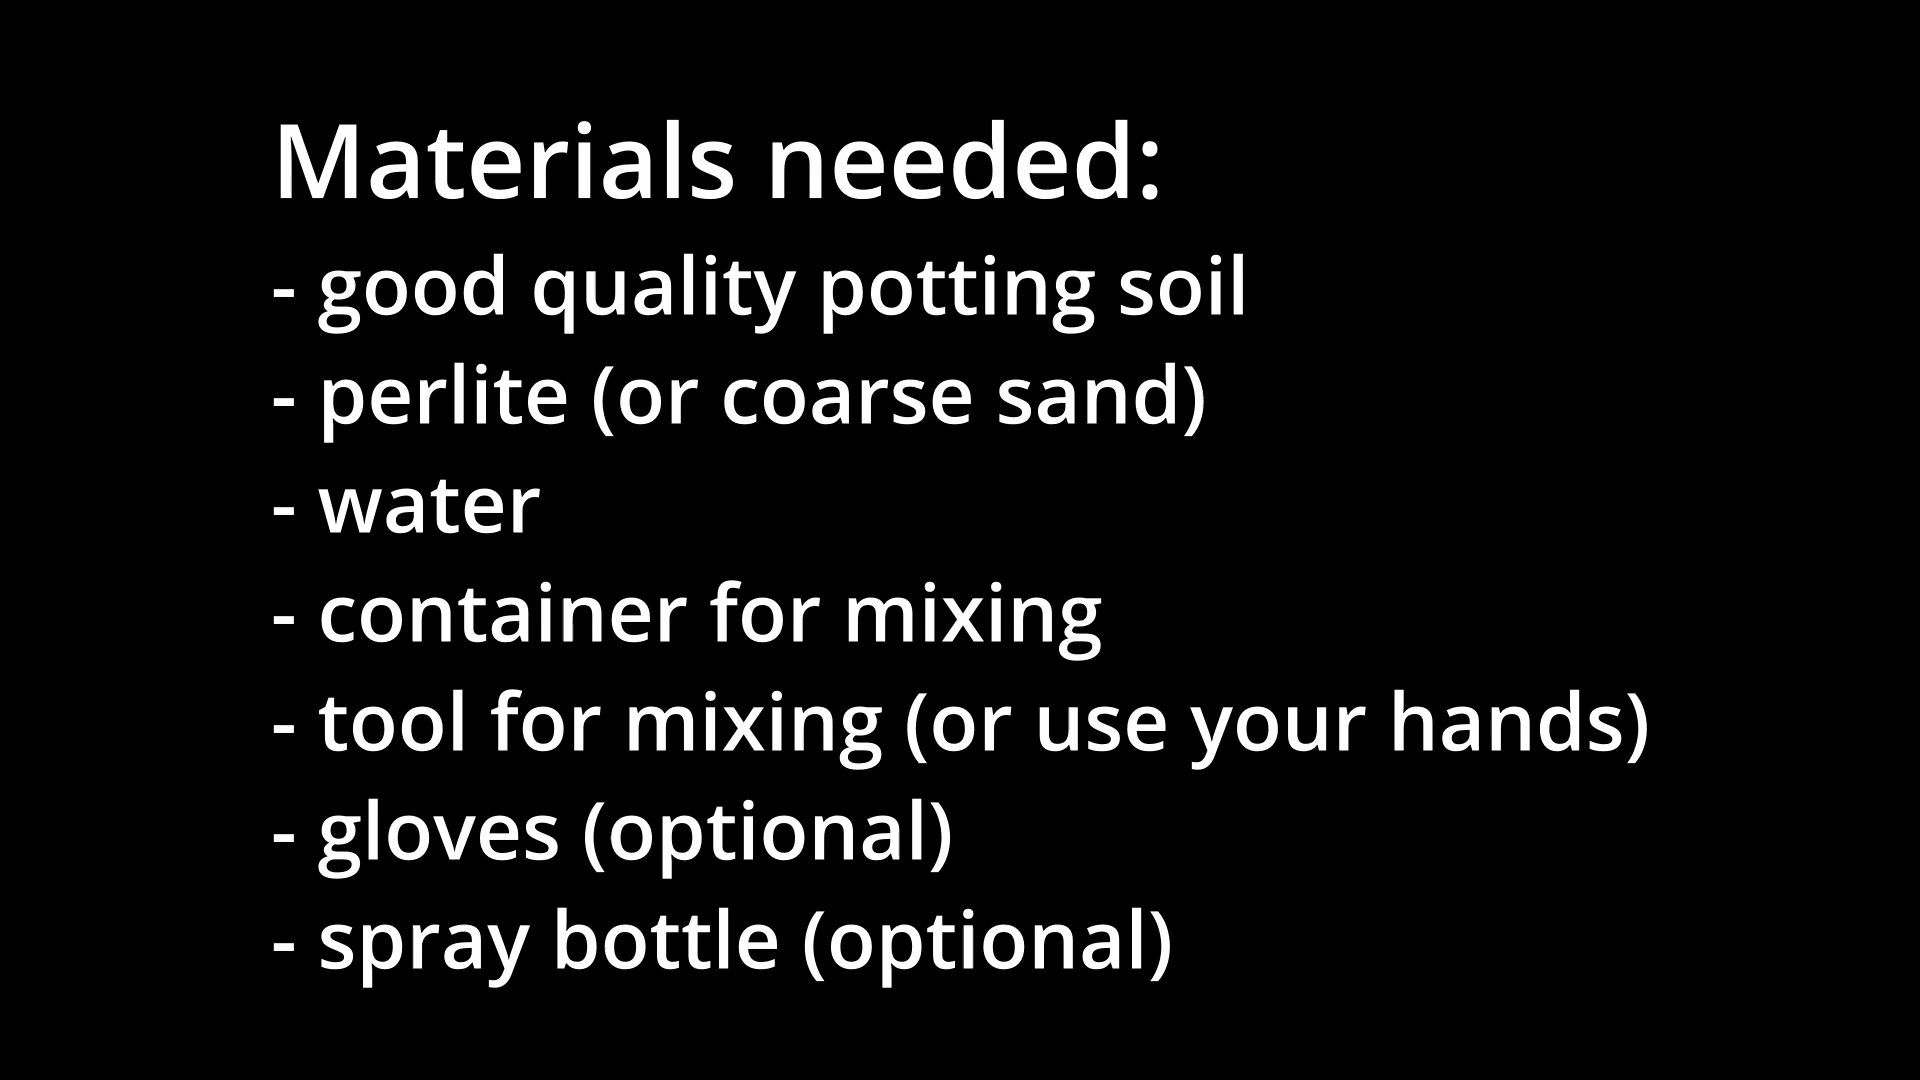 Materials needed:
- good quality potting soil
- perlite (or coarse sand)
- water
- container for mixing
- tool for mixing (or use your hands)
- gloves (optional)
- spray bottle (optional)